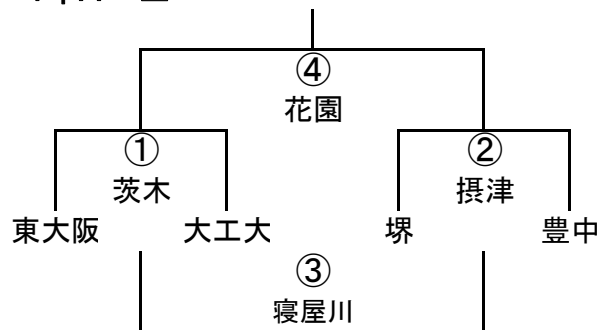 ④
花園
① ②
茨木 摂津
東大阪 大工大 堺 豊中
③
寝屋川